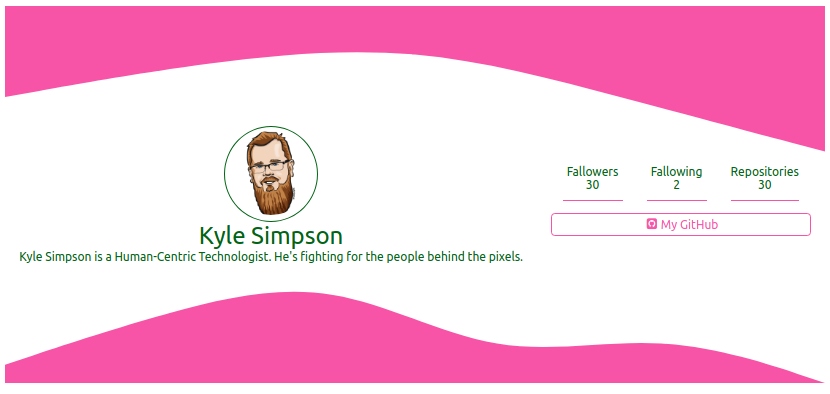 Kyle Simpson
Kyle Simpson is a Human-Centric Technologist. He's fighting for the people behind the pixels.
Fallowers
30
Fallowing
2
Repositories
30
My GitHub